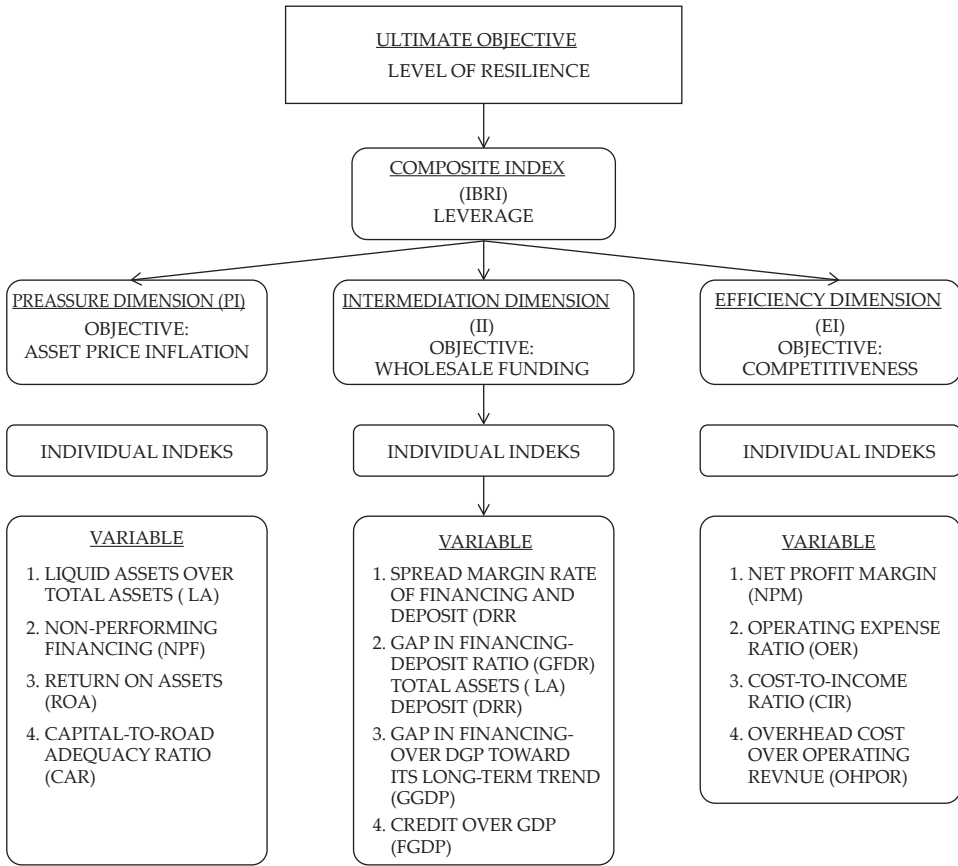 ULTIMATE OBJECTIVE
LEVEL OF RESILIENCE
COMPOSITE INDEX
(IBRI)
LEVERAGE
PREASSURE DIMENSION (PI)
OBJECTIVE:
ASSET PRICE INFLATION
INTERMEDIATION DIMENSION
(II)
OBJECTIVE:
WHOLESALE FUNDING
EFFICIENCY DIMENSION
(EI)
OBJECTIVE:
COMPETITIVENESS
INDIVIDUAL INDEKS
INDIVIDUAL INDEKS
INDIVIDUAL INDEKS
VARIABLE
1. LIQUID ASSETS OVER
TOTAL ASSETS ( LA)
2. NON-PERFORMING
FINANCING (NPF)
3. RETURN ON ASSETS
(ROA)
4. CAPITAL-TO-ROAD
ADEQUACY RATIO
(CAR)
VARIABLE
1. SPREAD MARGIN RATE
OF FINANCING AND
DEPOSIT (DRR
2. GAP IN FINANCING-
DEPOSIT RATIO (GFDR)
TOTAL ASSETS ( LA)
DEPOSIT (DRR)
3. GAP IN FINANCING-
OVER DGP TOWARD
ITS LONG-TERM TREND
(GGDP)
4. CREDIT OVER GDP
(FGDP)
VARIABLE
1. NET PROFIT MARGIN
(NPM)
2. OPERATING EXPENSE
RATIO (OER)
3. COST-TO-INCOME
RATIO (CIR)
4. OVERHEAD COST
OVER OPERATING
REVNUE (OHPOR)